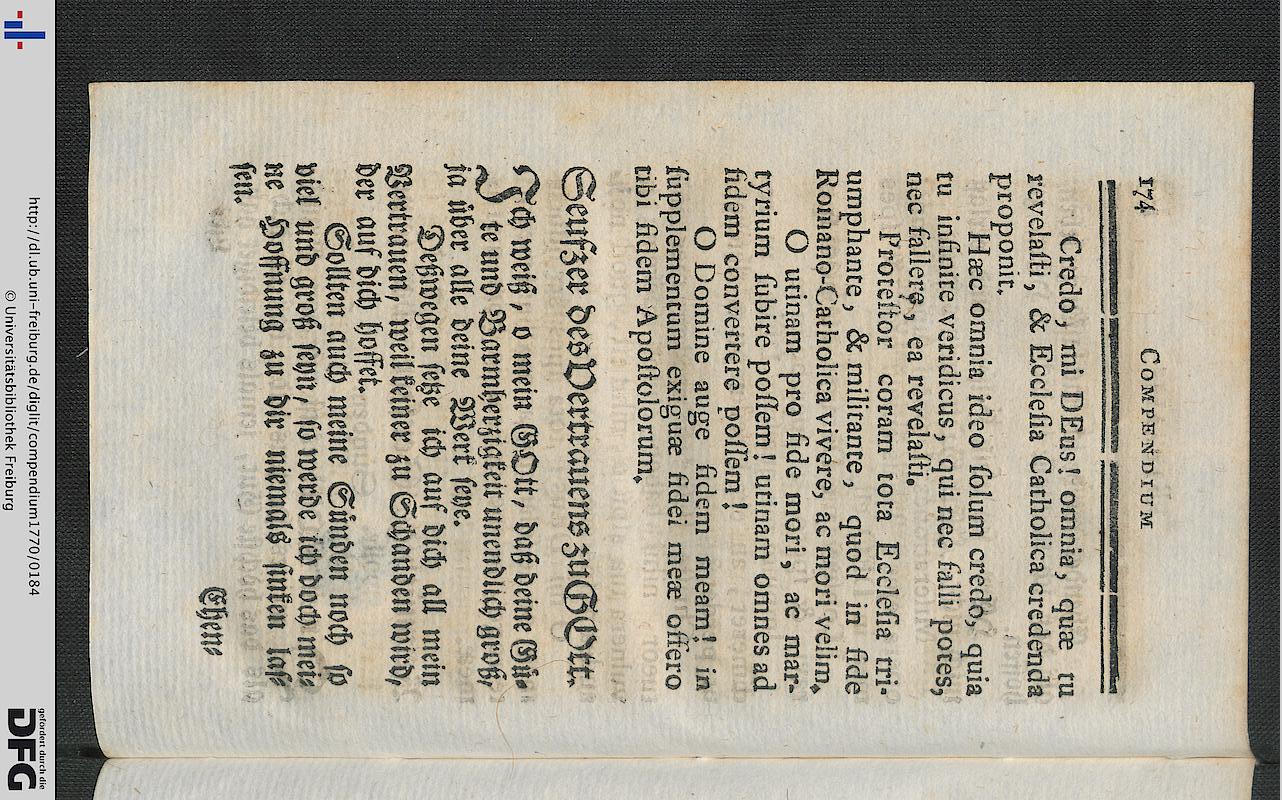 174 COMPENDIUM
Credo, mi DEus! omnia, quæ tu
revelaſti, & Eccleſia Catholica credenda
proponit.
Hæc omnia ideo ſolum credo, quia
tu infinite veridicus, qui nec falli potes,
nec fallere, ea revelaſti.
Proteſtor coram tota Eccleſia tri-
umphante, & militante, quod in fide
Romano-Catholica vivere, ac mori velim.
O utinam pro fide mori, ac mar-
tyrium ſubire poſſem! utinam omnes ad
fidem convertere poſſem!
O Domine auge fidem meam! in
ſupplementum exiguæ fidei meæ offero
tibi fidem Apoſtolorum.
Seufzer des Vertrauens zu GOtt.
Ich weiß, o mein GOtt, daß deine Gü-
te und Barmherzigkeit unendlich groß,
ja über alle deine Werk ſeye.
Deßwegen ſetze ich auf dich all mein
Vertrauen, weil keiner zu Schanden wird,
der auf dich hoffet.
Sollten auch meine Sünden noch ſo
viel und groß ſeyn, ſo werde ich doch mei-
ne Hoffnung zu dir niemals ſinken laſ-
ſen.
Ehen-
http://dl.ub.uni-freiburg.de/diglit/compendium1770/0184
© Universitätsbibliothek Freiburg
gefördert durch die
DFG